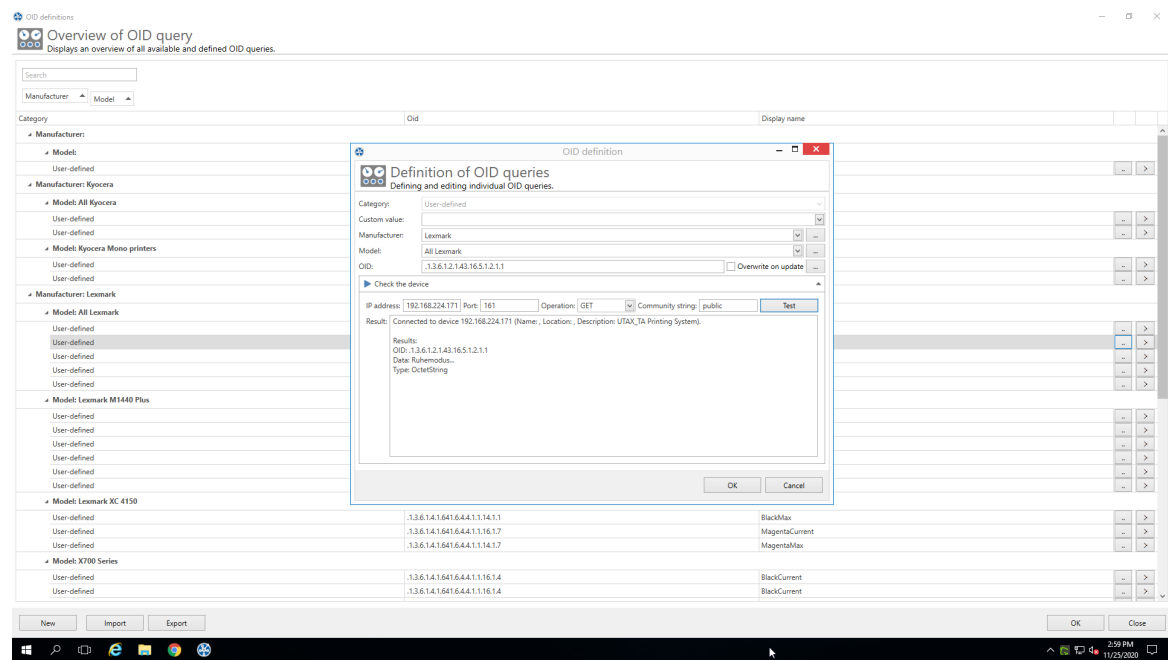 OID definitions
Overview of OID query
Displays an overview of all available and defined OID queries.
Search
Manufacturer
Model
Category Oid Display name
Manufacturer:
Model:
User-defined
Manufacturer: Kyocera
Model: All Kyocera
User-defined
User-defined
Model: Kyocera Mono printers
User-defined
User-defined
Manufacturer: Lexmark
Model: All Lexmark
User-defined
User-defined
User-defined
User-defined
User-defined
Model: Lexmark M1440 Plus
User-defined
User-defined
User-defined
User-defined
User-defined
User-defined
Model: Lexmark XC 4150
User-defined .1.3.6.1.4.1.641.6.4.4.1.1.14.1.1 BlackMax
User-defined .1.3.6.1.4.1.641.6.4.4.1.1.16.1.7 MagentaCurrent
User-defined .1.3.6.1.4.1.641.6.4.4.1.1.14.1.7 MagentaMax
Model: X700 Series
User-defined .1.3.6.1.4.1.641.6.4.4.1.1.16.1.4 BlackCurrent
User-defined .1.3.6.1.4.1.641.6.4.4.1.1.16.1.4 BlackCurrent
OID definition
Definition of OID queries
Defining and editing individual OID queries.
Category: User-defined
Custom value:
Manufacturer: Lexmark ...
Model: All Lexmark ...
OID: .1.3.6.1.2.1.43.16.5.1.2.1.1 Overwrite on update ...
Check the device
IP address: 192.168.224.171 Port: 161 Operation: GET Community string: public Test
Result: Connected to device 192.168.224.171 (Name: , Location: , Description: UTAX_TA Printing System).
Results:
OID: .1.3.6.1.2.1.43.16.5.1.2.1.1
Data: Ruhemodus...
Type: OctetString
OK Cancel
New Import Export OK Close
2:59 PM
11/25/2020